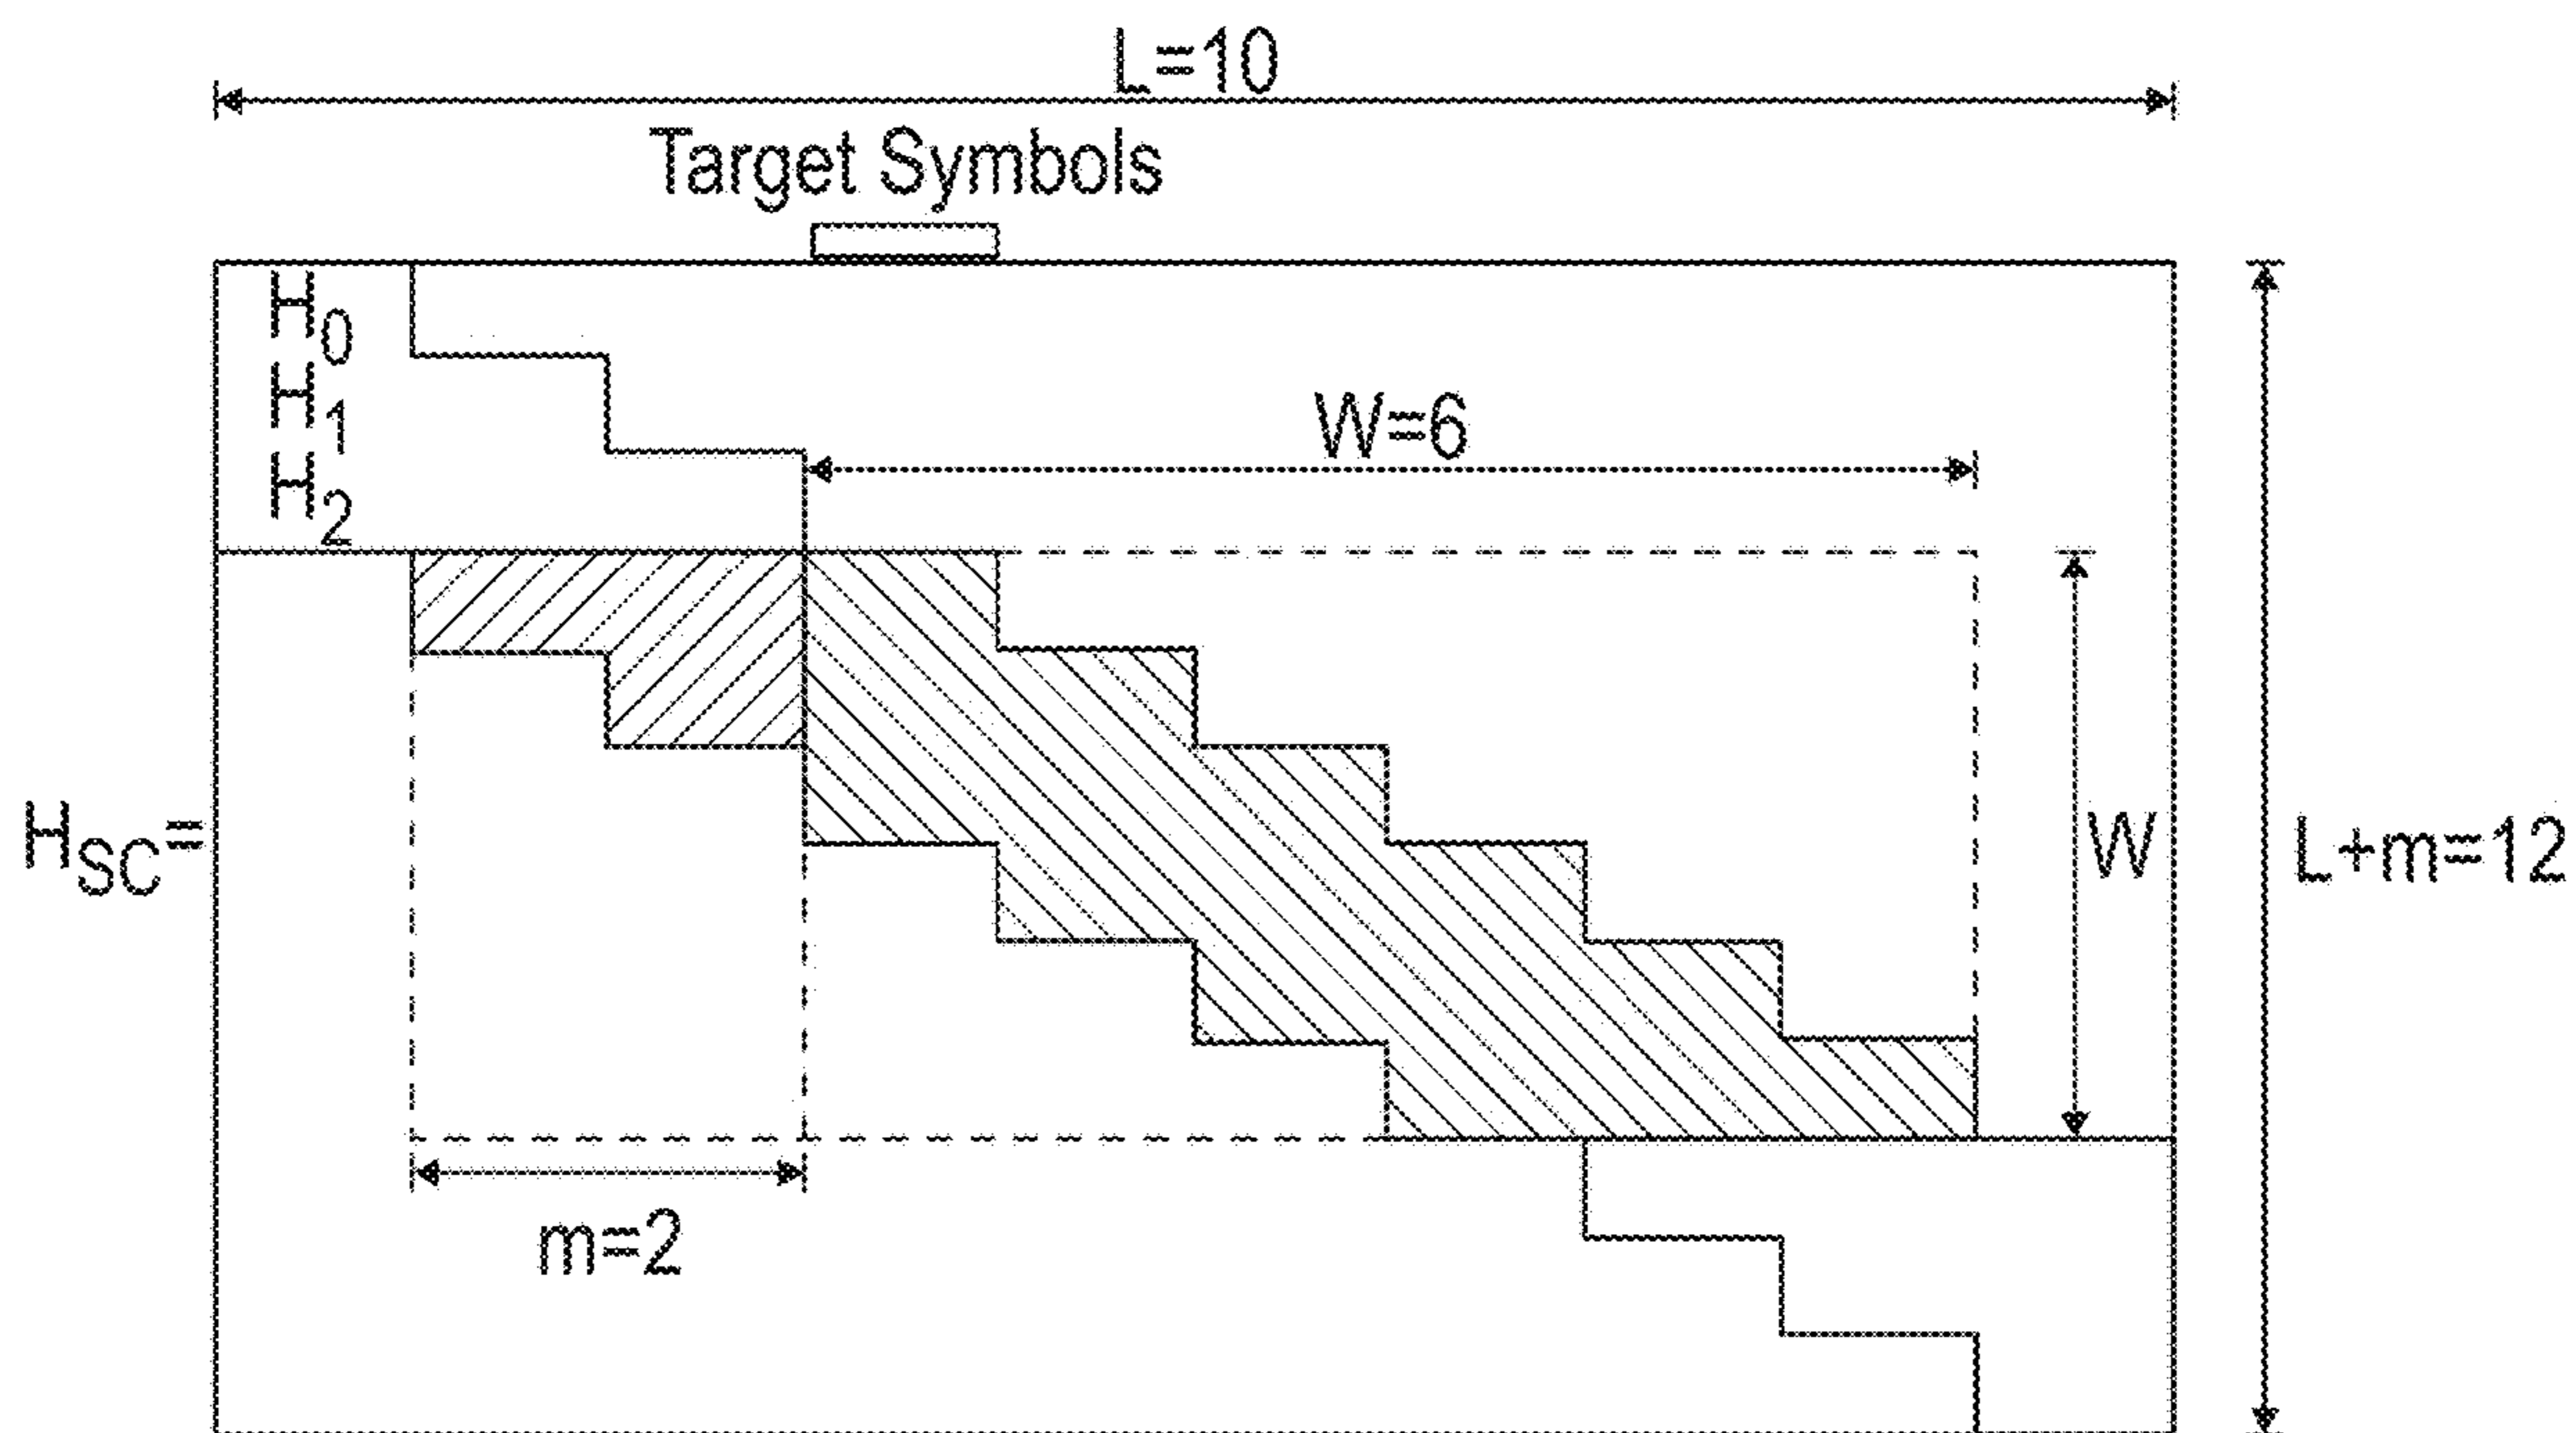 L=10
Target Symbols
H0
H1
W=6
H2
HSC=
W
L+m=12
m=2